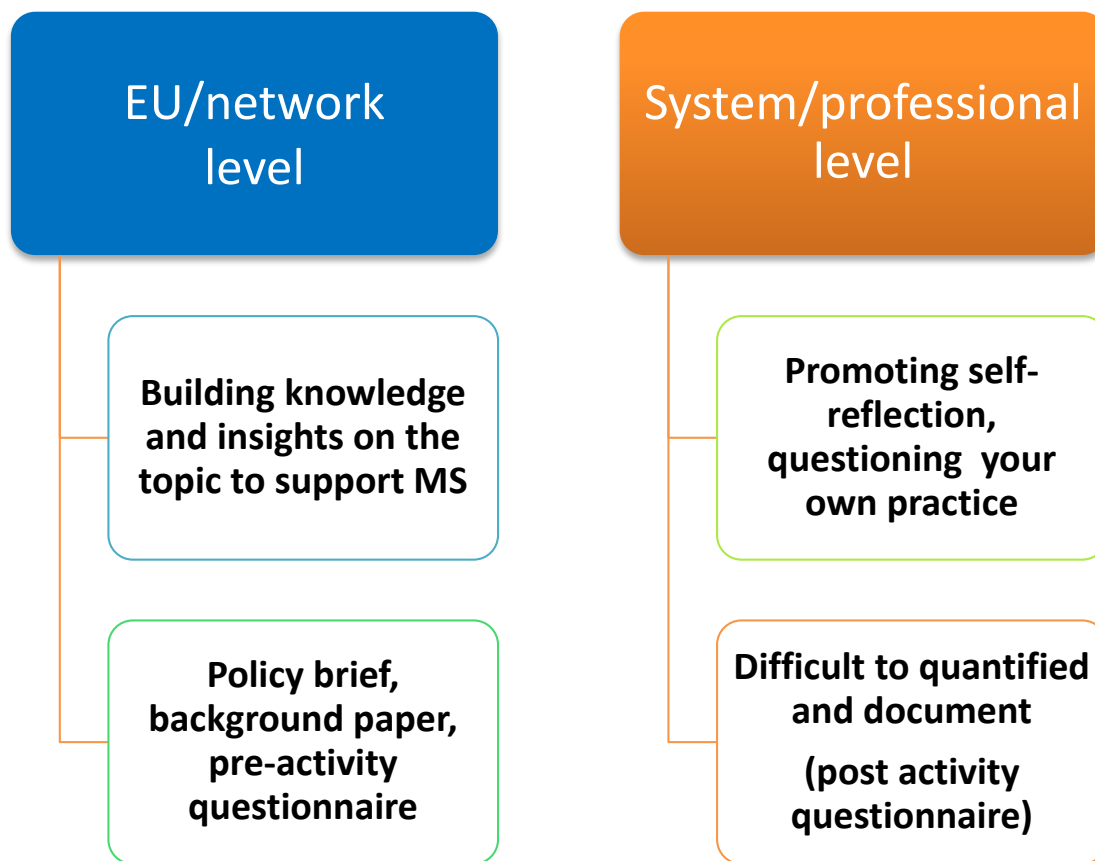 EU/network
level
Building knowledge
and insights on the
topic to support MS
Policy brief,
background paper,
pre-activity
questionnaire
System/professional
level
Promoting self-
reflection,
questioning  your
own practice
Difficult to quantified
and document
(post activity
questionnaire)